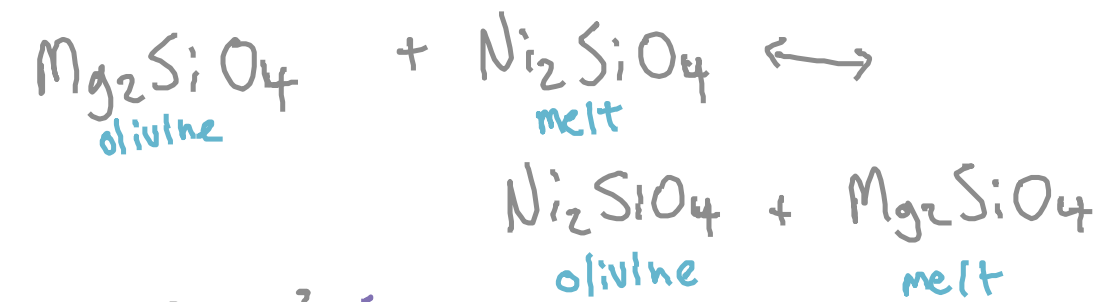 Mg₂SiO₄ + Ni₂SiO₄ ↔
olivine melt
Ni₂SiO₄ + Mg₂SiO₄
olivine melt